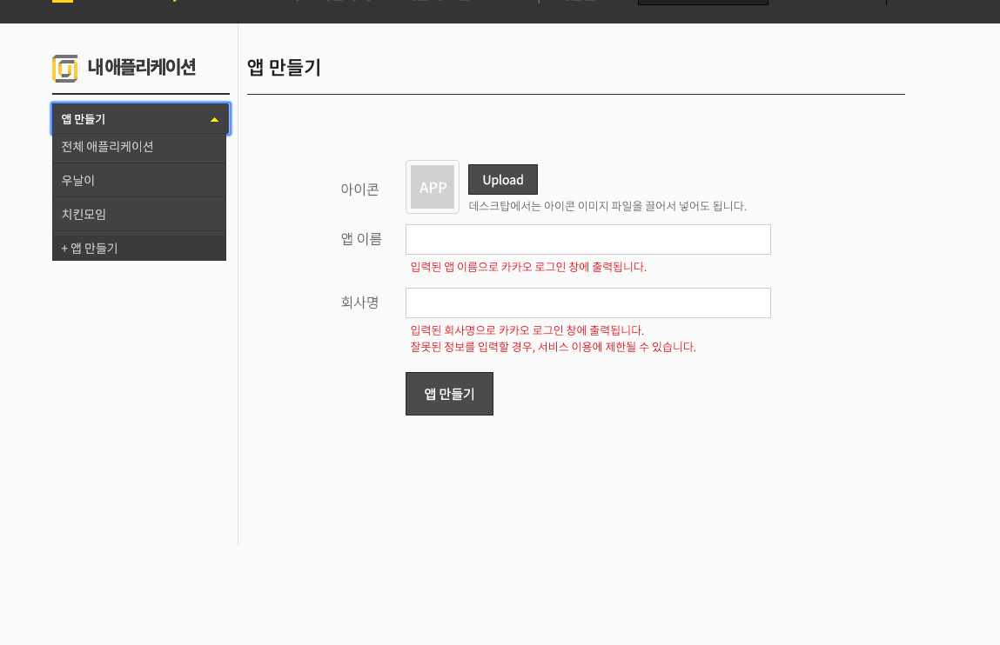 내 애플리케이션
앱 만들기
전체 애플리케이션
우날이
치킨모임
+ 앱 만들기
앱 만들기
아이콘
APP
Upload
데스크탑에서는 아이콘 이미지 파일을 끌어서 넣어도 됩니다.
앱 이름
입력된 앱 이름으로 카카오 로그인 창에 출력됩니다.
회사명
입력된 회사명으로 카카오 로그인 창에 출력됩니다.
잘못된 정보를 입력할 경우, 서비스 이용에 제한될 수 있습니다.
앱 만들기